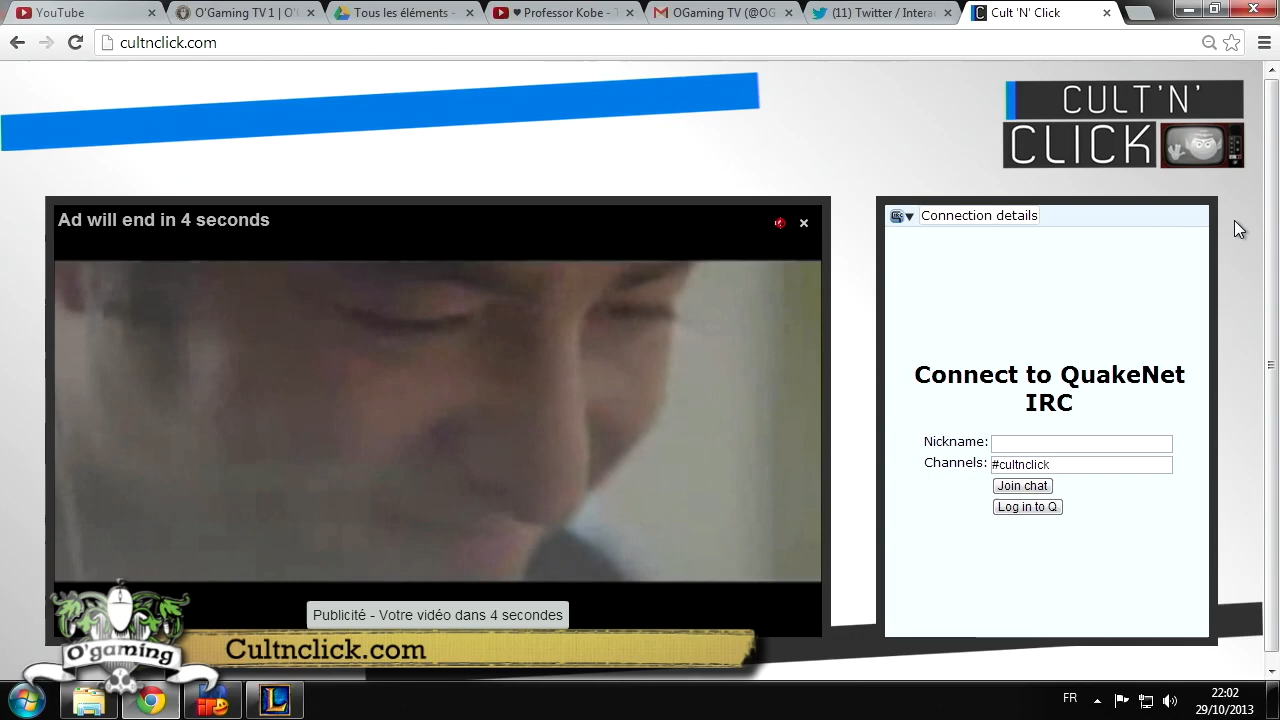 YouTube
O'Gaming TV 1 | O'
Tous les éléments -
♥ Professor Kobe - T
OGaming TV (@OG
(11) Twitter / Intera
Cult 'N' Click
cultnclick.com
CULT'N'
CLICK
Ad will end in 4 seconds
Connection details
Connect to QuakeNet
IRC
Nickname:
Channels: #cultnclick
Join chat
Log in to Q
Publicité - Votre vidéo dans 4 secondes
O'gaming
Cultnclick.com
FR
22:02
29/10/2013